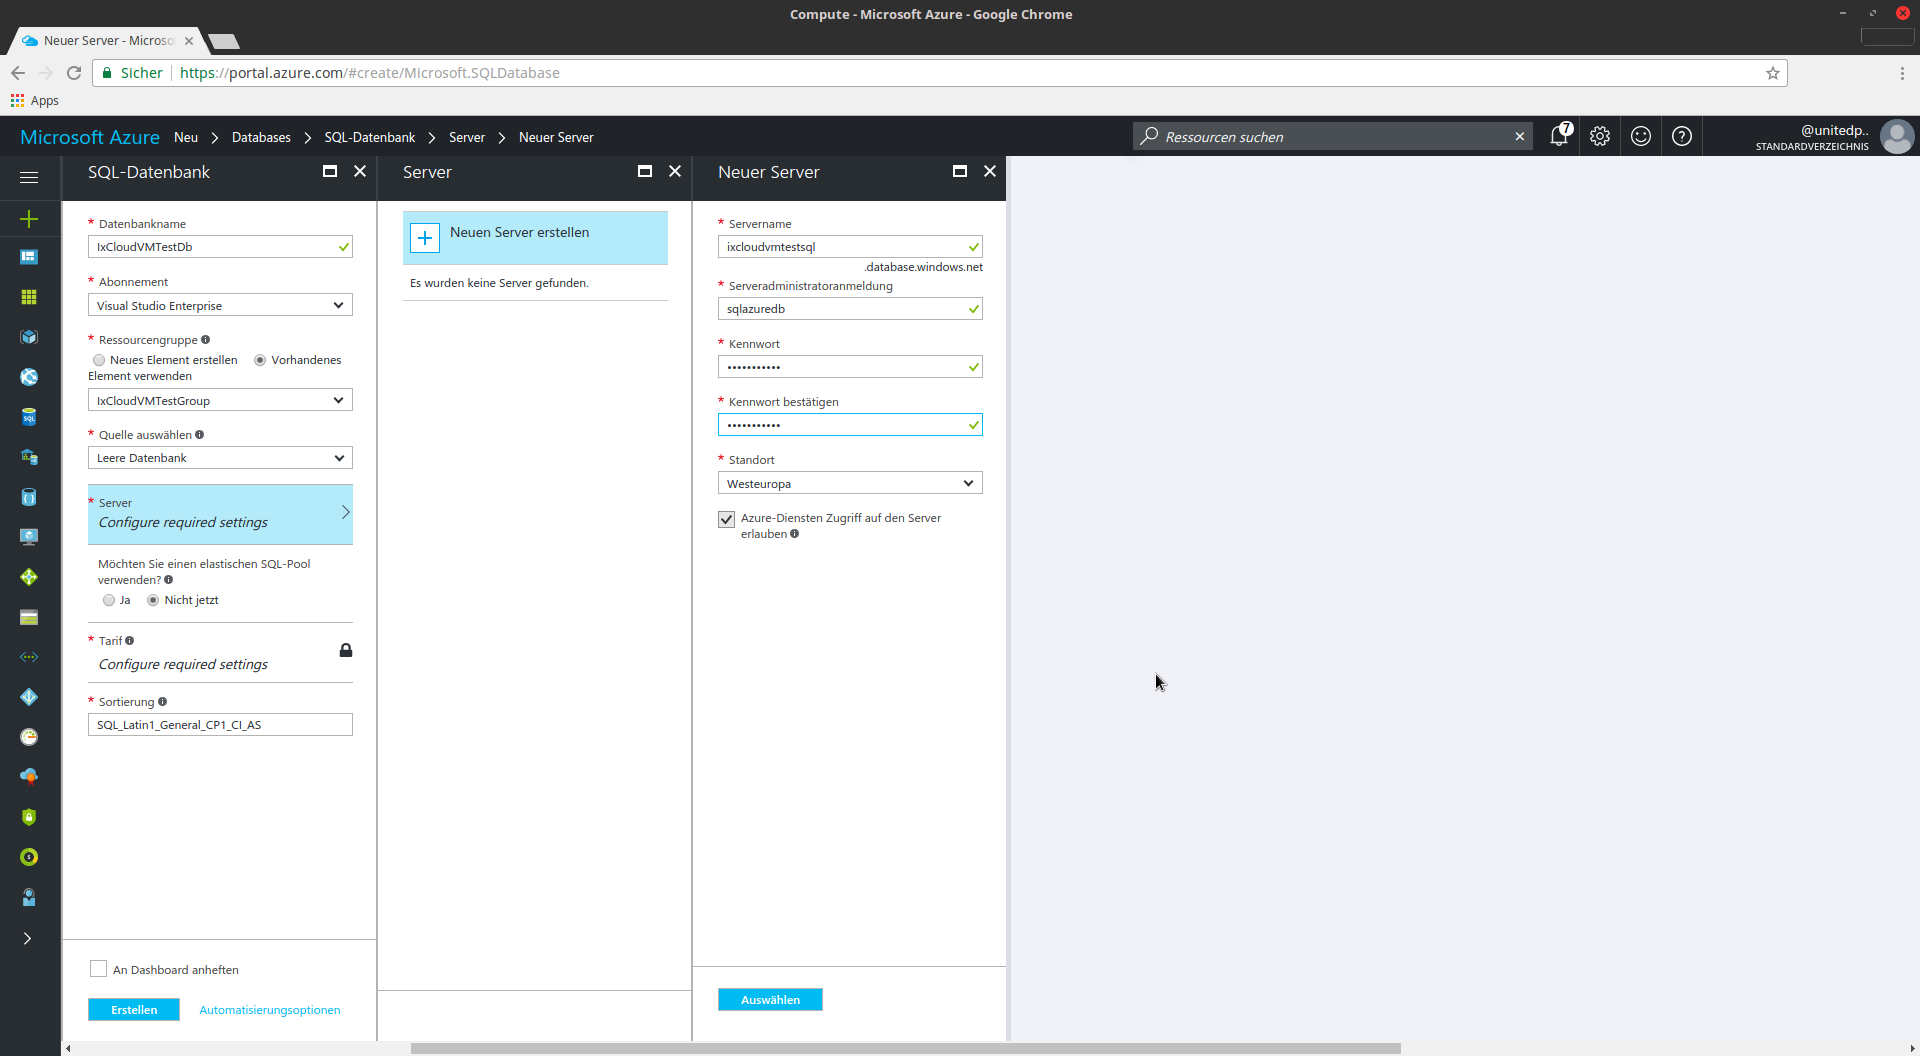 Compute - Microsoft Azure - Google Chrome
Neuer Server - Microso
Sicher
https://portal.azure.com/#create/Microsoft.SQLDatabase
Apps
Microsoft Azure
Neu
Databases
SQL-Datenbank
Server
Neuer Server
Ressourcen suchen
7
@unitedp..
STANDARDVERZEICHNIS
SQL-Datenbank
* Datenbankname
IxCloudVMTestDb
* Abonnement
Visual Studio Enterprise
* Ressourcengruppe
Neues Element erstellen
Vorhandenes
Element verwenden
IxCloudVMTestGroup
* Quelle auswählen
Leere Datenbank
* Server
Configure required settings
Möchten Sie einen elastischen SQL-Pool
verwenden?
Ja
Nicht jetzt
* Tarif
Configure required settings
* Sortierung
SQL_Latin1_General_CP1_CI_AS
An Dashboard anheften
Erstellen
Automatisierungsoptionen
Server
Neuen Server erstellen
Es wurden keine Server gefunden.
Neuer Server
* Servername
ixcloudvmtestsql
.database.windows.net
* Serveradministratoranmeldung
sqlazuredb
* Kennwort
•••••••••••
* Kennwort bestätigen
•••••••••••
* Standort
Westeuropa
Azure-Diensten Zugriff auf den Server
erlauben
Auswählen
SQL